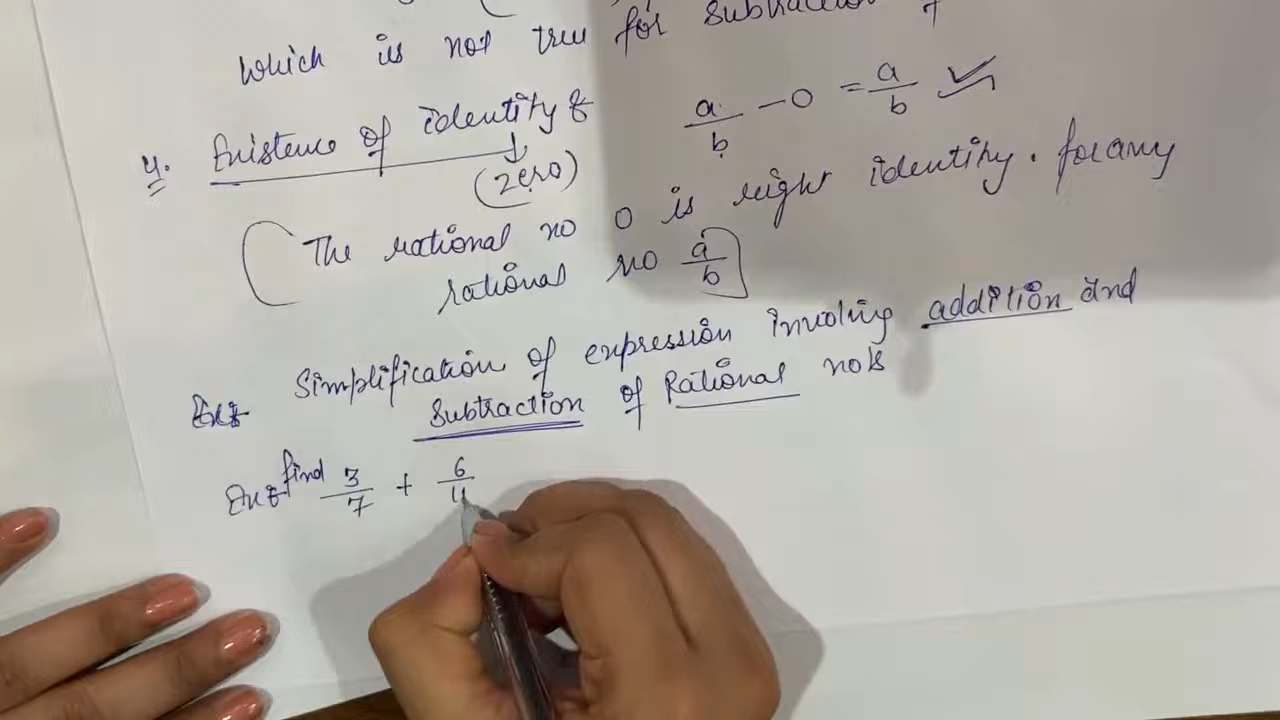 which is not true for subtraction
4. Existence of identity :
(zero)
a/b - 0 = a/b ✓
(The rational no 0 is right identity. for any
rational no a/b)
Ex: Simplification of expression involving addition and
Subtraction of Rational no's
Ex: find 3/7 + 6/11